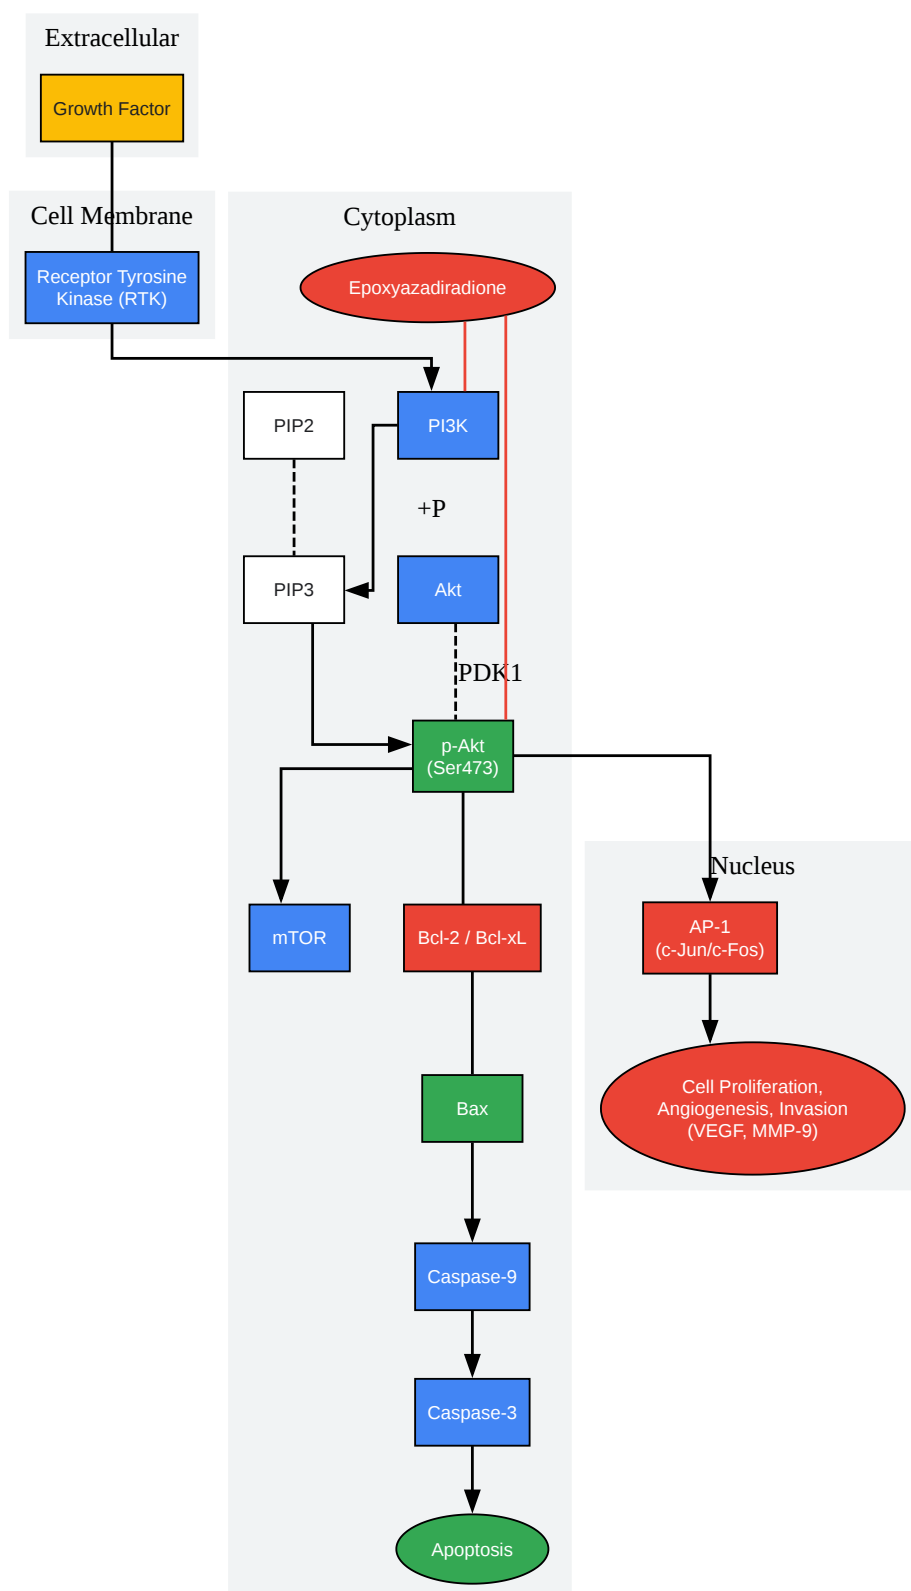 Extracellular
Growth Factor
Cell Membrane
Receptor Tyrosine
Kinase (RTK)
Cytoplasm
Epoxyazadiradione
PIP2
PI3K
+P
PIP3
Akt
PDK1
p-Akt
(Ser473)
Nucleus
mTOR
Bcl-2 / Bcl-xL
AP-1
(c-Jun/c-Fos)
Bax
Cell Proliferation,
Angiogenesis, Invasion
(VEGF, MMP-9)
Caspase-9
Caspase-3
Apoptosis